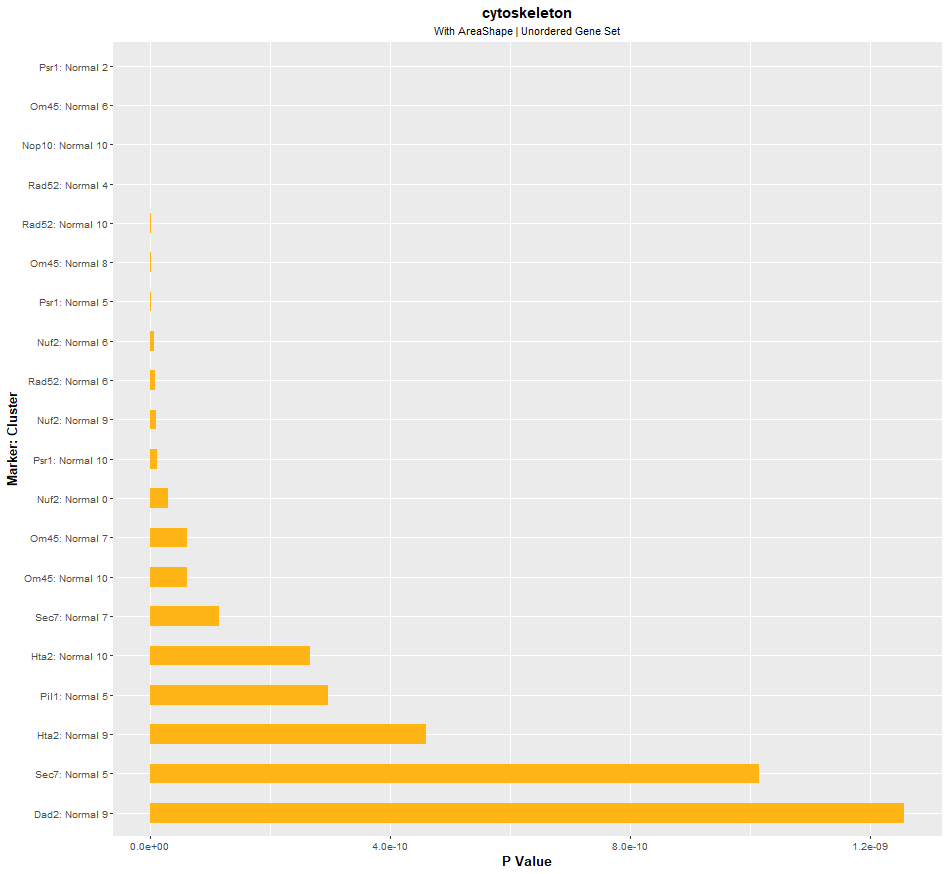 cytoskeleton
With AreaShape | Unordered Gene Set
Marker: Cluster
Psr1: Normal 2
Om45: Normal 6
Nop10: Normal 10
Rad52: Normal 4
Rad52: Normal 10
Om45: Normal 8
Psr1: Normal 5
Nuf2: Normal 6
Rad52: Normal 6
Nuf2: Normal 9
Psr1: Normal 10
Nuf2: Normal 0
Om45: Normal 7
Om45: Normal 10
Sec7: Normal 7
Hta2: Normal 10
Pil1: Normal 5
Hta2: Normal 9
Sec7: Normal 5
Dad2: Normal 9
0.0e+00 4.0e-10 8.0e-10 1.2e-09
P Value